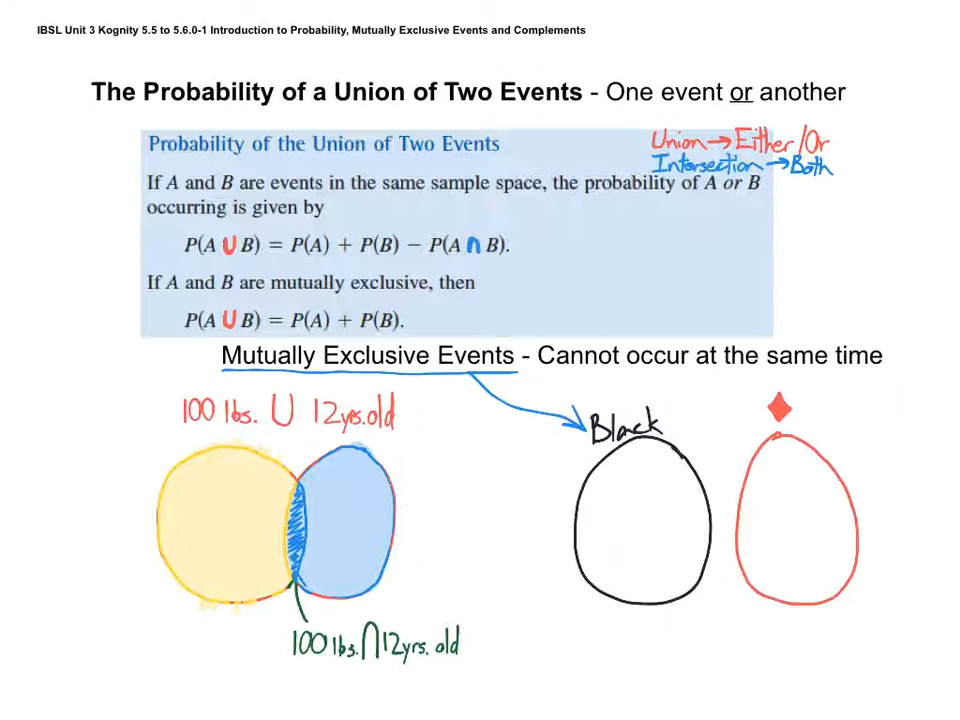 IBSL Unit 3 Kognity 5.5 to 5.6.0-1 Introduction to Probability, Mutually Exclusive Events and Complements
The Probability of a Union of Two Events - One event or another
Probability of the Union of Two Events
Union → Either/Or
Intersection → Both
If A and B are events in the same sample space, the probability of A or B
occurring is given by
P(A ∪ B) = P(A) + P(B) − P(A ∩ B).
If A and B are mutually exclusive, then
P(A ∪ B) = P(A) + P(B).
Mutually Exclusive Events - Cannot occur at the same time
100 lbs. ∪ 12yrs.old
Black ♦
100 lbs. ∩ 12yrs. old